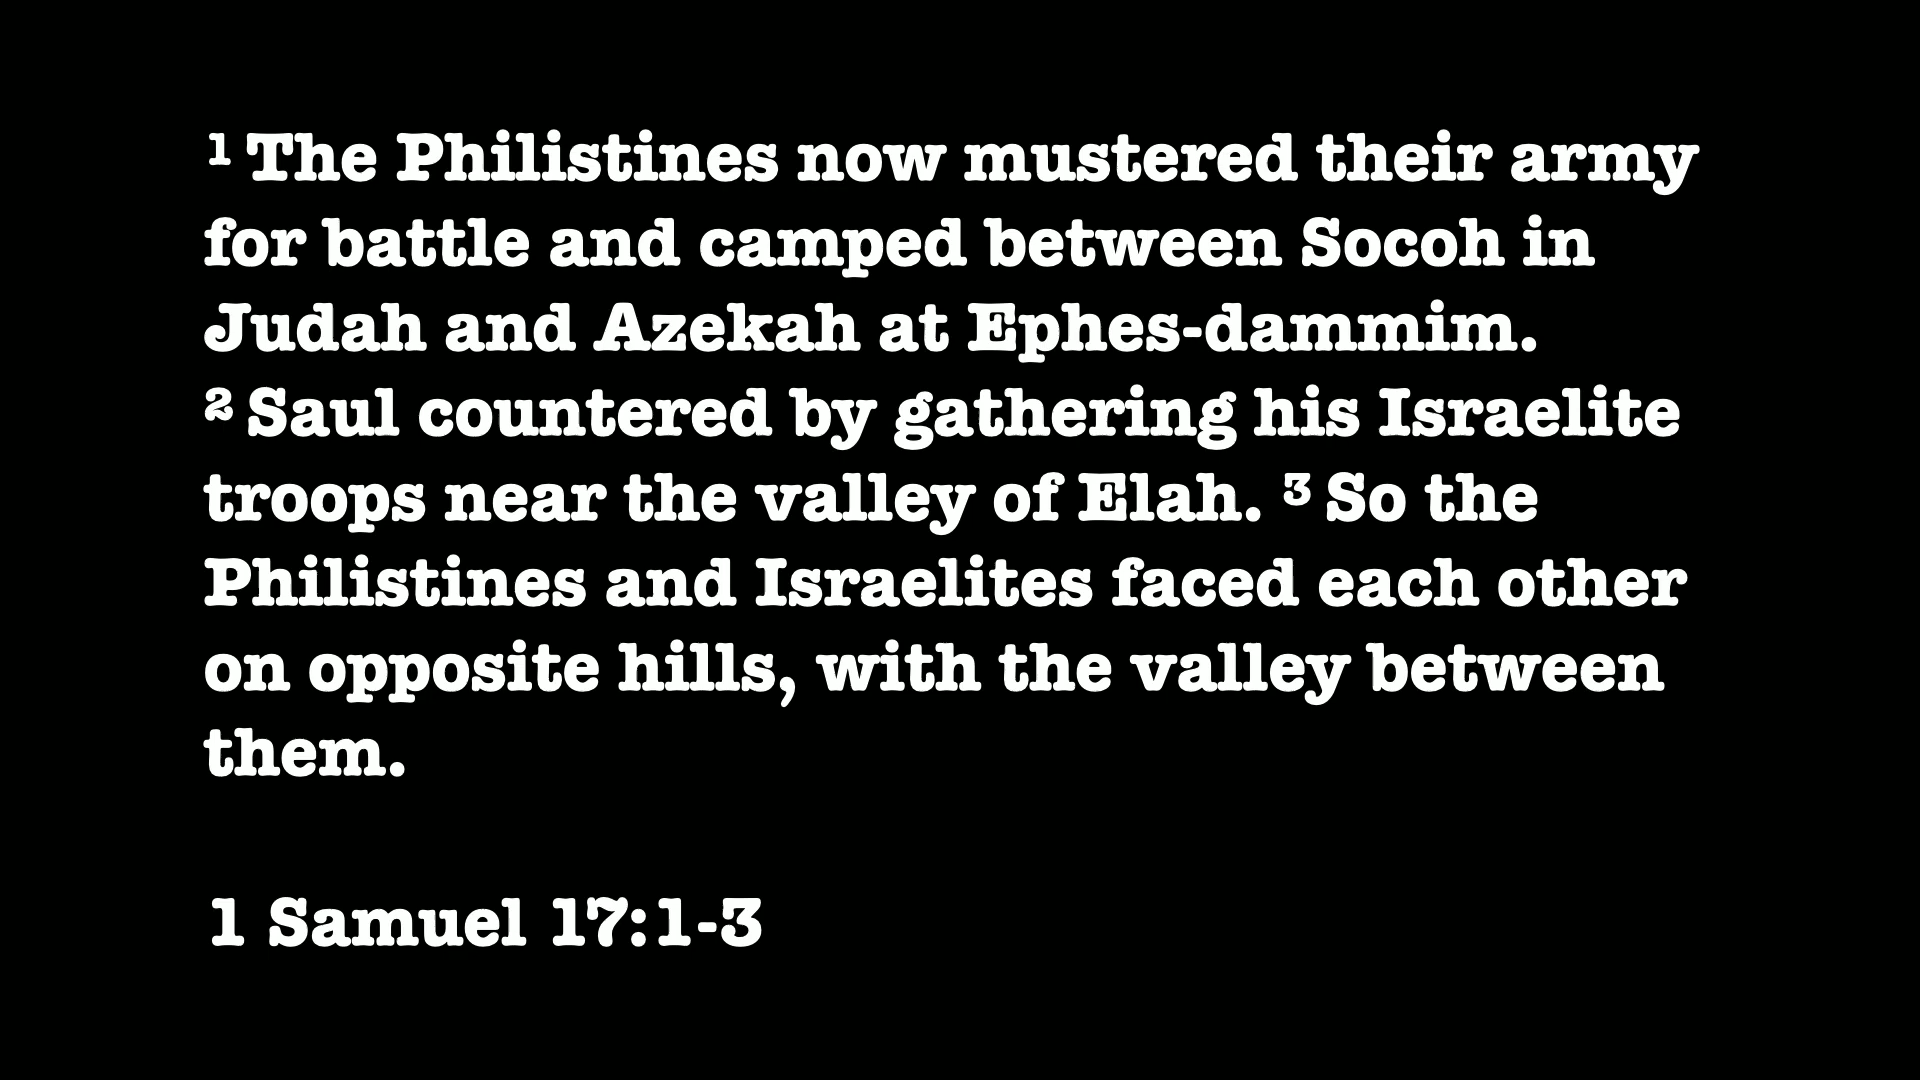 ¹ The Philistines now mustered their army
for battle and camped between Socoh in
Judah and Azekah at Ephes-dammim.
² Saul countered by gathering his Israelite
troops near the valley of Elah. ³ So the
Philistines and Israelites faced each other
on opposite hills, with the valley between
them.
1 Samuel 17:1-3